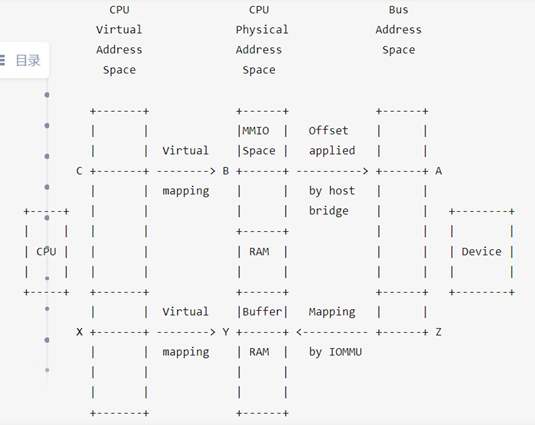 CPU CPU Bus
Virtual Physical Address
Address Address Space
Space Space
目录
+-------+ +------+ +------+
| | |MMIO | Offset | |
| | Virtual |Space | applied | |
C +-------+ --------> B +------+ ----------> +------+ A
| | mapping | | by host | |
+-----+ | | | | bridge | | +--------+
| | | | +------+ | | | |
| CPU | | | | RAM | | | | Device |
| | | | | | | | | |
+-----+ +-------+ +------+ +------+ +--------+
| | Virtual |Buffer| Mapping | |
X +-------+ --------> Y +------+ <---------- +------+ Z
| | mapping | RAM | by IOMMU
| | | |
| | | |
+-------+ +------+